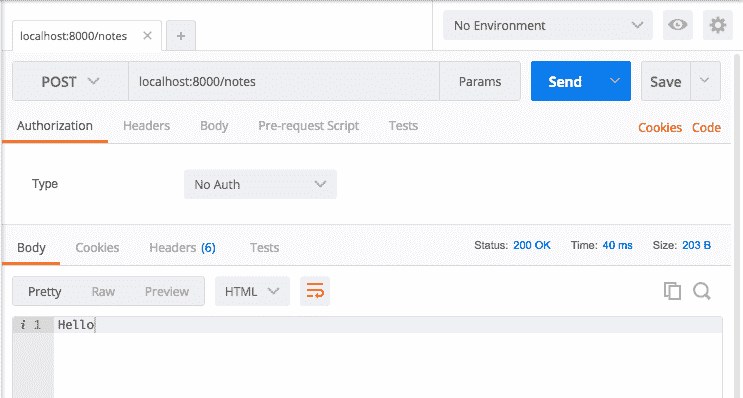 localhost:8000/notes × + No Environment
POST localhost:8000/notes Params Send Save
Authorization Headers Body Pre-request Script Tests Cookies Code
Type No Auth
Body Cookies Headers (6) Tests Status: 200 OK Time: 40 ms Size: 203 B
Pretty Raw Preview HTML
i 1 Hello